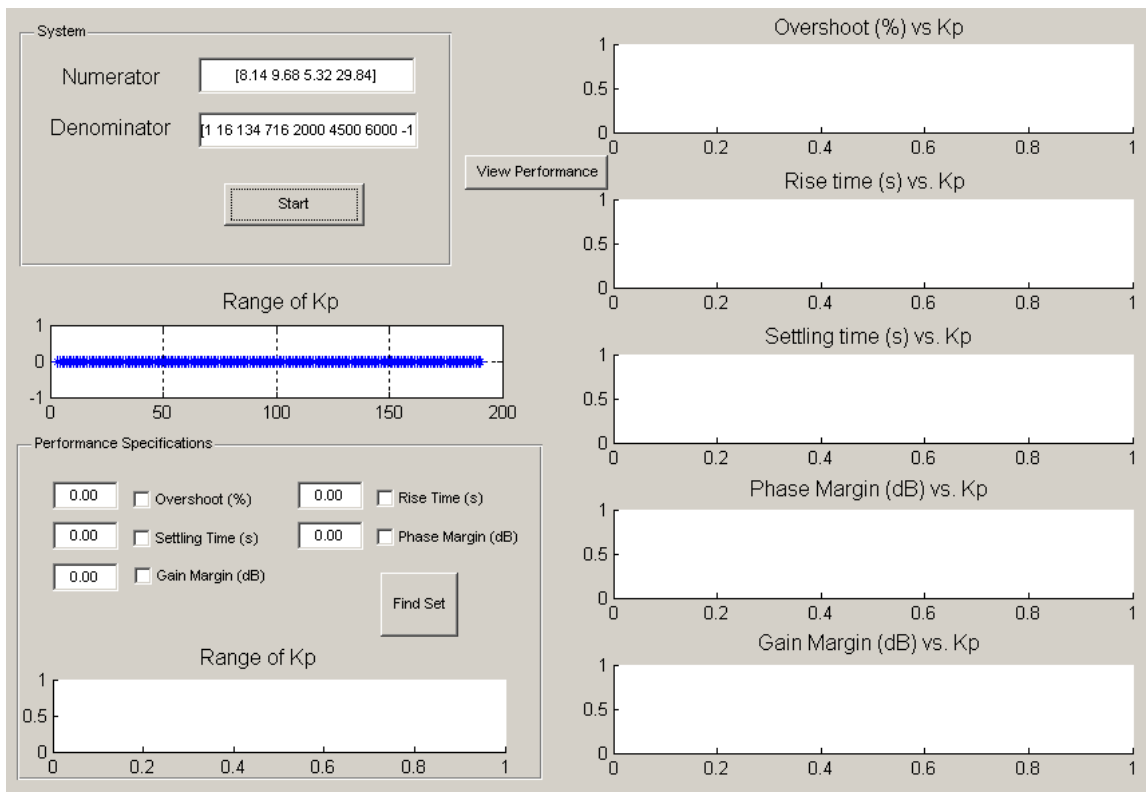 System
Numerator
[8.14 9.68 5.32 29.84]
Denominator
[1 16 134 716 2000 4500 6000 -1
Start
View Performance
Range of Kp
1
0
-1
0 50 100 150 200
Performance Specifications
0.00 Overshoot (%)
0.00 Rise Time (s)
0.00 Settling Time (s)
0.00 Phase Margin (dB)
0.00 Gain Margin (dB)
Find Set
Range of Kp
1
0.5
0
0 0.2 0.4 0.6 0.8 1
Overshoot (%) vs Kp
1
0.5
0
0 0.2 0.4 0.6 0.8 1
Rise time (s) vs. Kp
1
0.5
0
0 0.2 0.4 0.6 0.8 1
Settling time (s) vs. Kp
1
0.5
0
0 0.2 0.4 0.6 0.8 1
Phase Margin (dB) vs. Kp
1
0.5
0
0 0.2 0.4 0.6 0.8 1
Gain Margin (dB) vs. Kp
1
0.5
0
0 0.2 0.4 0.6 0.8 1